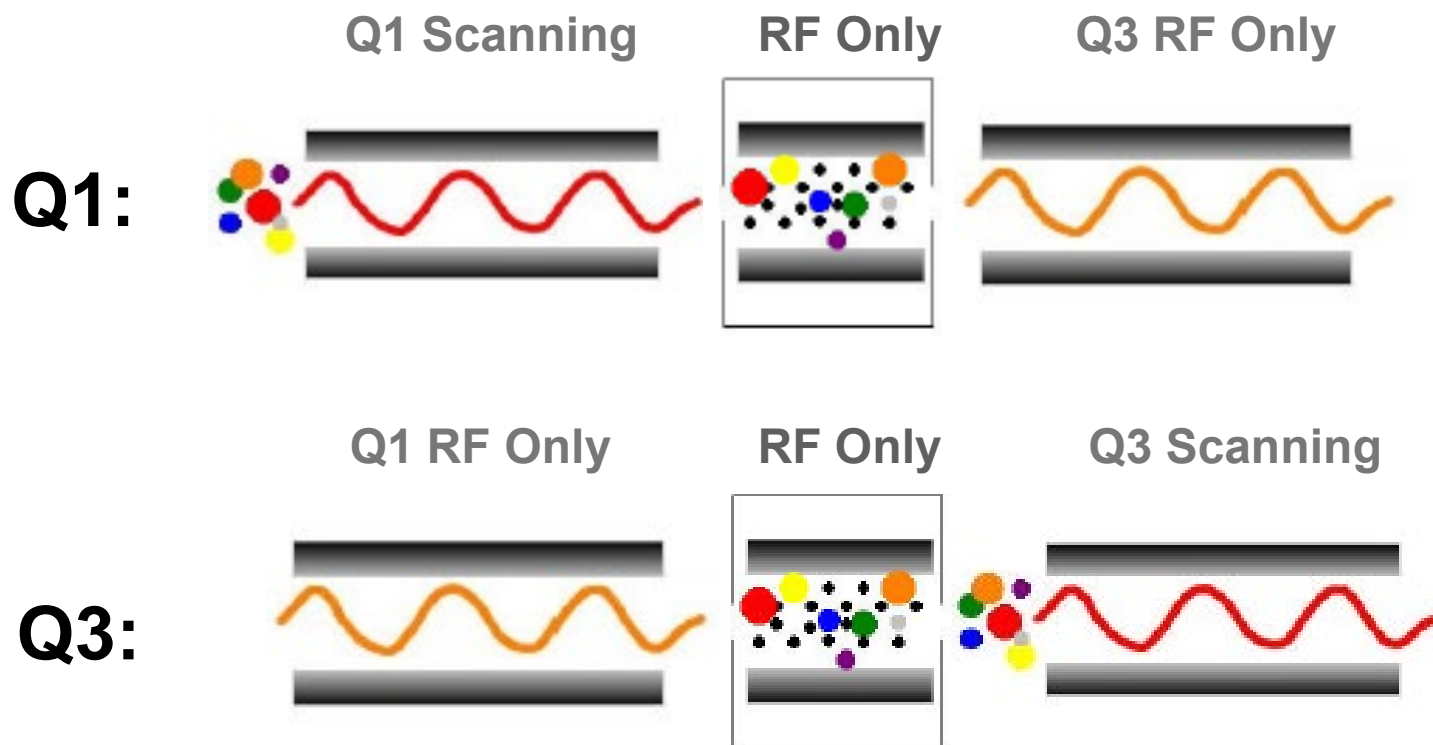 Q1 Scanning RF Only Q3 RF Only
Q1:
Q1 RF Only RF Only Q3 Scanning
Q3: